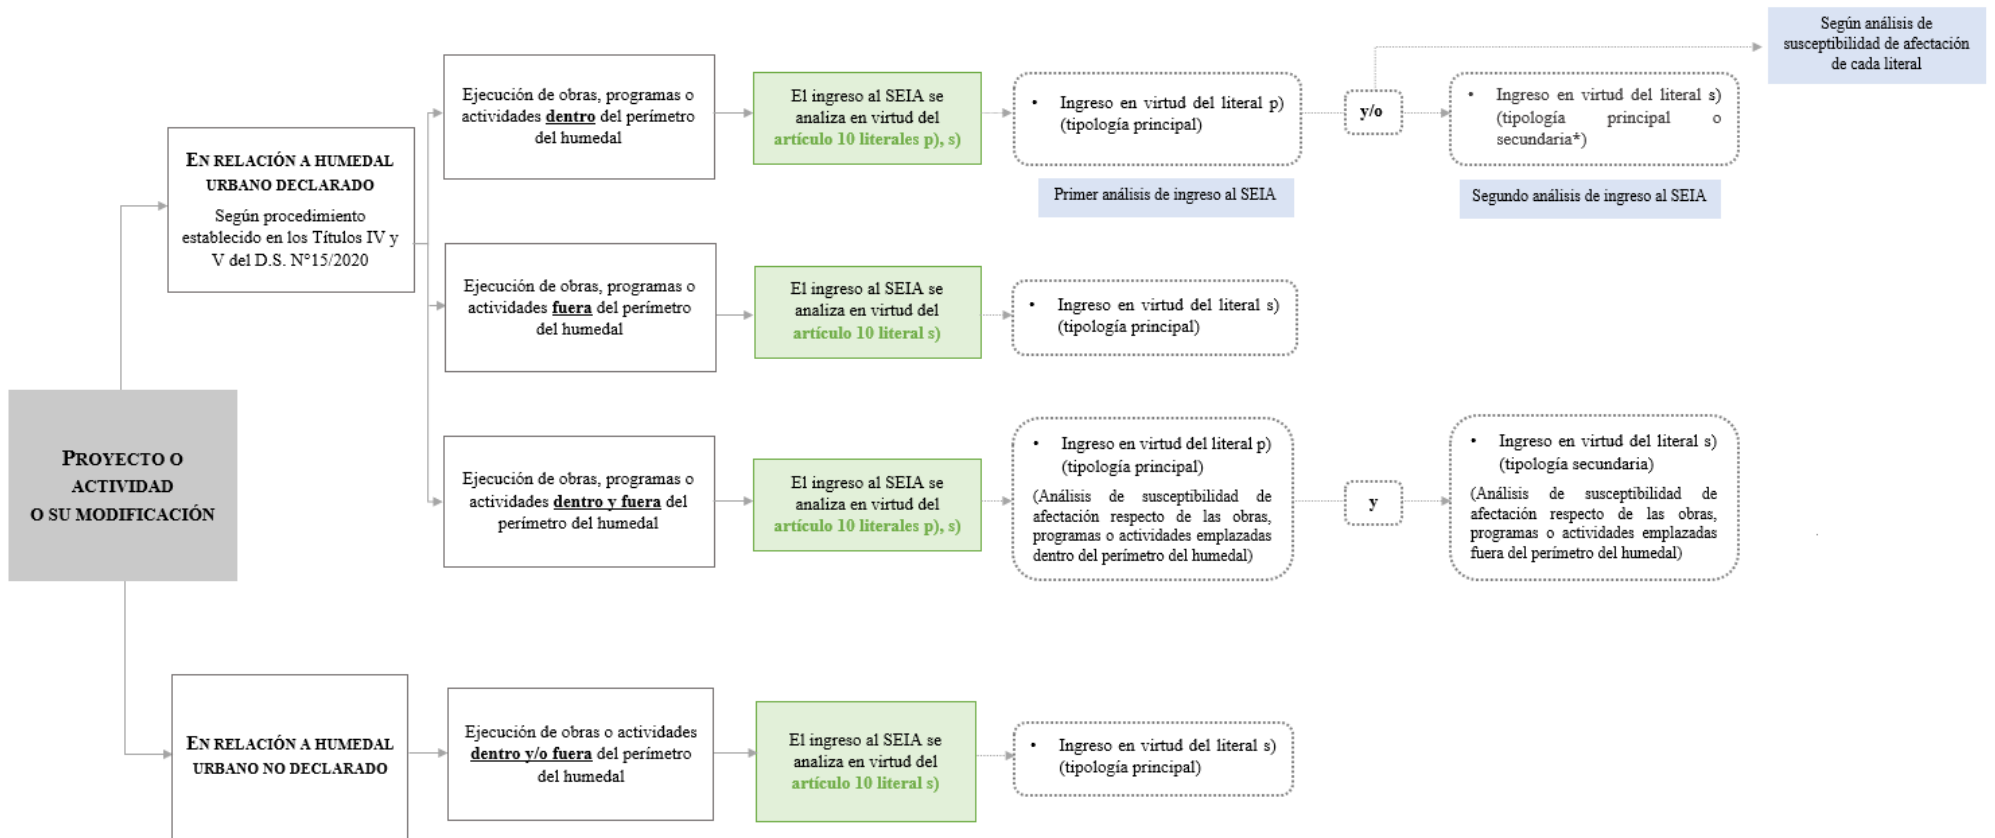 PROYECTO O
ACTIVIDAD
O SU MODIFICACIÓN
EN RELACIÓN A HUMEDAL
URBANO DECLARADO
Según procedimiento
establecido en los Títulos IV y
V del D.S. N°15/2020
Ejecución de obras, programas o
actividades dentro del perímetro
del humedal
El ingreso al SEIA se
analiza en virtud del
artículo 10 literales p), s)
• Ingreso en virtud del literal p)
(tipología principal)
Primer análisis de ingreso al SEIA
y/o
• Ingreso en virtud del literal s)
(tipología principal o
secundaria*)
Segundo análisis de ingreso al SEIA
Según análisis de
susceptibilidad de afectación
de cada literal
Ejecución de obras, programas o
actividades fuera del perímetro
del humedal
El ingreso al SEIA se
analiza en virtud del
artículo 10 literal s)
• Ingreso en virtud del literal s)
(tipología principal)
Ejecución de obras, programas o
actividades dentro y fuera del
perímetro del humedal
El ingreso al SEIA se
analiza en virtud del
artículo 10 literales p), s)
• Ingreso en virtud del literal p)
(tipología principal)
(Análisis de susceptibilidad de
afectación respecto de las obras,
programas o actividades emplazadas
dentro del perímetro del humedal)
y
• Ingreso en virtud del literal s)
(tipología secundaria)
(Análisis de susceptibilidad de
afectación respecto de las obras,
programas o actividades emplazadas
fuera del perímetro del humedal)
EN RELACIÓN A HUMEDAL
URBANO NO DECLARADO
Ejecución de obras o actividades
dentro y/o fuera del perímetro
del humedal
El ingreso al SEIA se
analiza en virtud del
artículo 10 literal s)
• Ingreso en virtud del literal s)
(tipología principal)